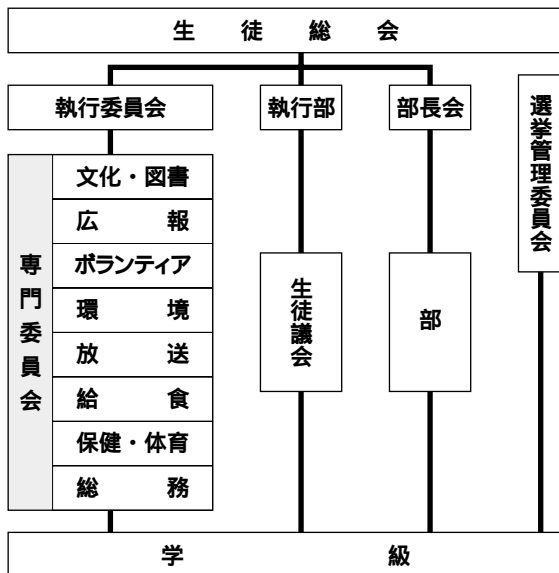 生徒総会
執行委員会
執行部
部長会
選挙管理委員会
専門委員会
文化・図書
広報
ボランティア
環境
放送
給食
保健・体育
総務
生徒議会
部
学級